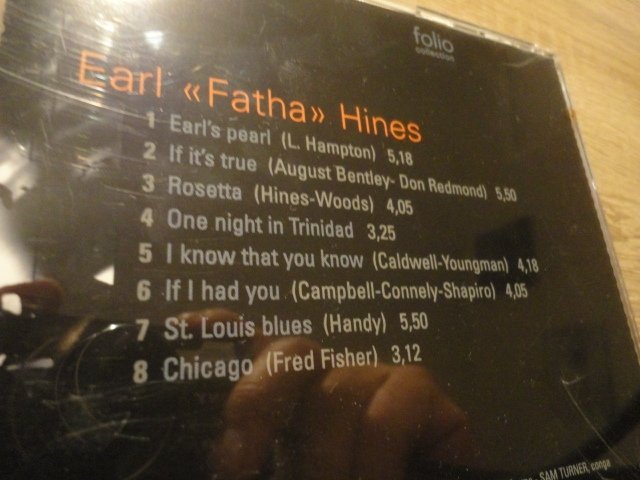 folio
collection
Earl «Fatha» Hines
1 Earl's pearl (L. Hampton) 5,18
2 If it's true (August Bentley- Don Redmond) 5,50
3 Rosetta (Hines-Woods) 4,05
4 One night in Trinidad 3,25
5 I know that you know (Caldwell-Youngman) 4,18
6 If I had you (Campbell-Connely-Shapiro) 4,05
7 St. Louis blues (Handy) 5,50
8 Chicago (Fred Fisher) 3,12
SAM TURNER, conga